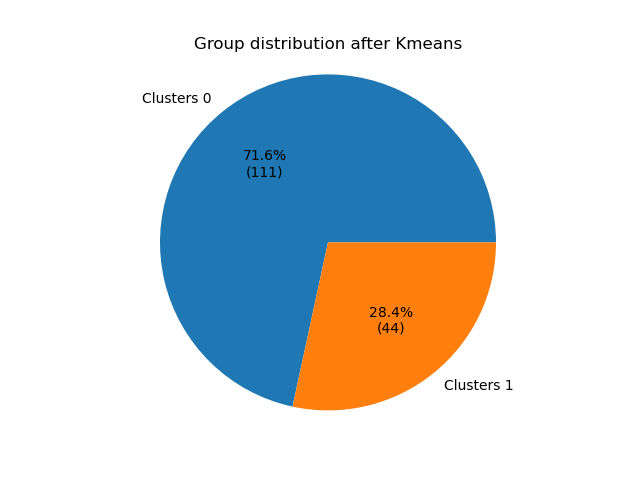 Group distribution after Kmeans
Clusters 0
71.6%
(111)
28.4%
(44)
Clusters 1